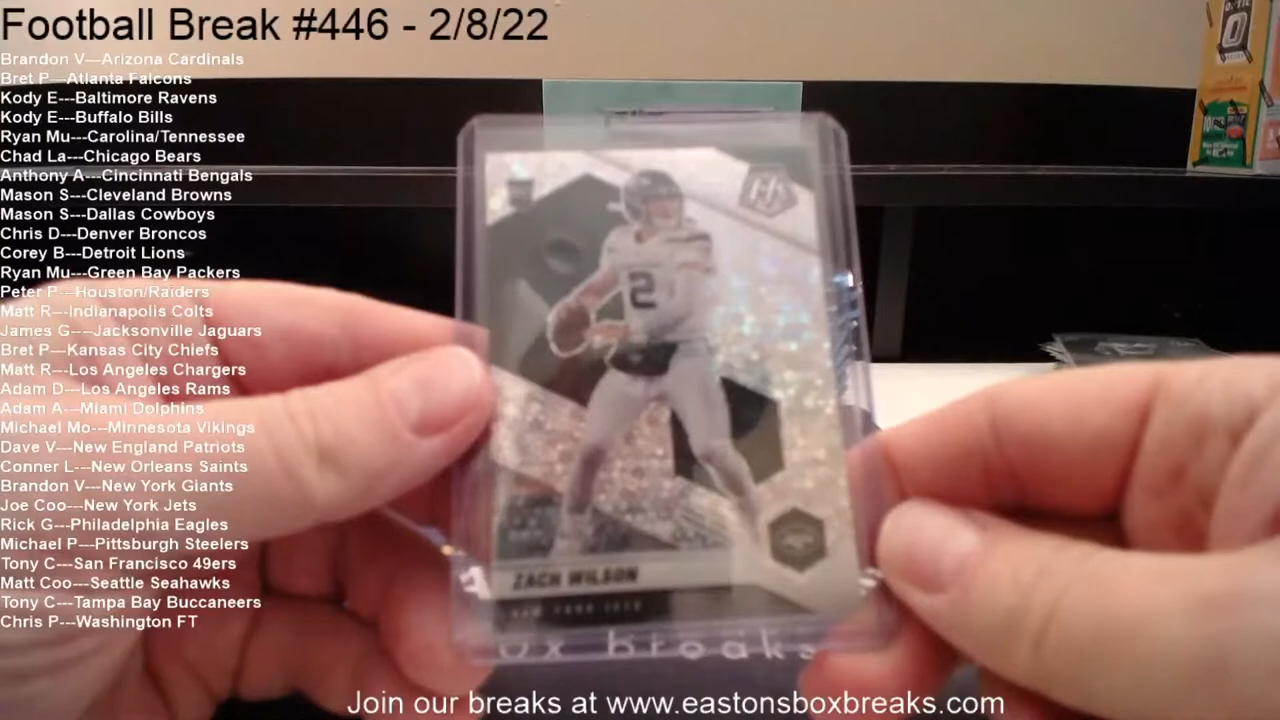 Football Break #446 - 2/8/22
Brandon V---Arizona Cardinals
Bret P---Atlanta Falcons
Kody E---Baltimore Ravens
Kody E---Buffalo Bills
Ryan Mu---Carolina/Tennessee
Chad La---Chicago Bears
Anthony A---Cincinnati Bengals
Mason S---Cleveland Browns
Mason S---Dallas Cowboys
Chris D---Denver Broncos
Corey B---Detroit Lions
Ryan Mu---Green Bay Packers
Peter P---Houston/Raiders
Matt R---Indianapolis Colts
James G----Jacksonville Jaguars
Bret P---Kansas City Chiefs
Matt R---Los Angeles Chargers
Adam D---Los Angeles Rams
Adam A---Miami Dolphins
Michael Mo---Minnesota Vikings
Dave V---New England Patriots
Conner L---New Orleans Saints
Brandon V---New York Giants
Joe Coo---New York Jets
Rick G---Philadelphia Eagles
Michael P---Pittsburgh Steelers
Tony C---San Francisco 49ers
Matt Coo---Seattle Seahawks
Tony C---Tampa Bay Buccaneers
Chris P---Washington FT
2
ZACH WILSON
NEW YORK JETS
ox Breaks
Join our breaks at www.eastonsboxbreaks.com